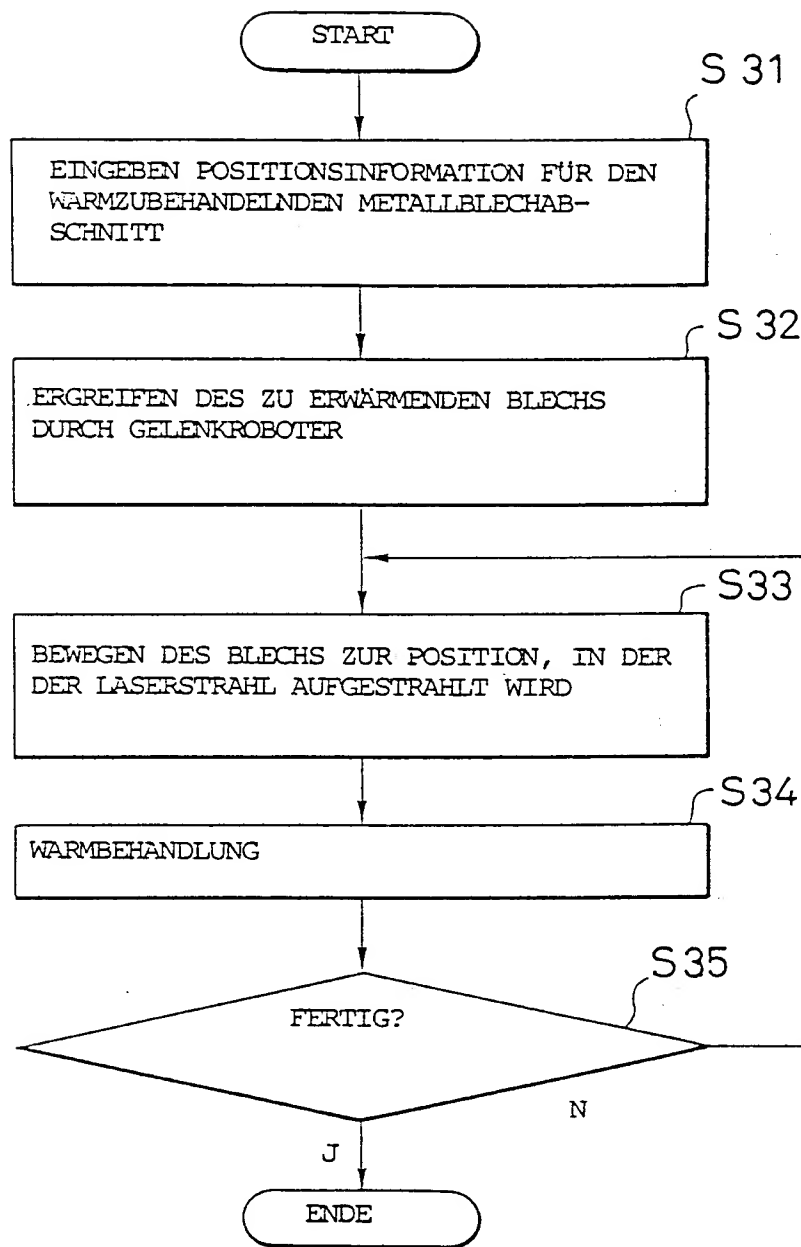 START
S 31
EINGEBEN POSITIONSINFORMATION FÜR DEN
WARMZUBEHANDELNDEN METALLBLECHAB-
SCHNITT
S 32
ERGREIFEN DES ZU ERWÄRMENDEN BLECHS
DURCH GELENKROBOTER
S33
BEWEGEN DES BLECHS ZUR POSITION, IN DER
DER LASERSTRAHL AUFGESTRAHLT WIRD
S34
WARMBEHANDLUNG
S35
FERTIG?
N
J
ENDE